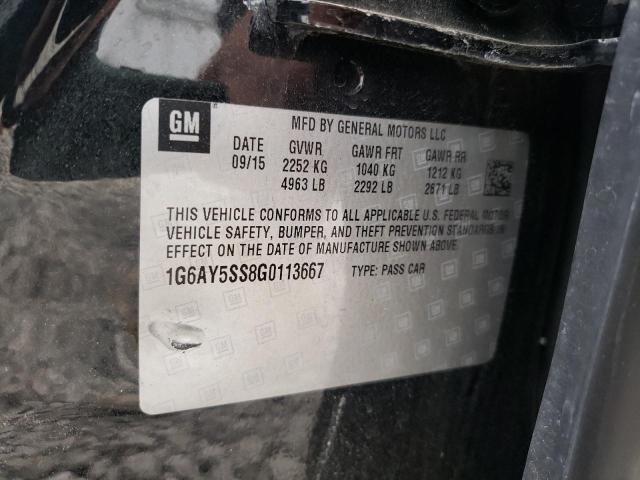 GM
MFD BY GENERAL MOTORS LLC
DATE GVWR GAWR FRT GAWR RR
09/15 2252 KG 1040 KG 1212 KG
4963 LB 2292 LB 2671 LB
THIS VEHICLE CONFORMS TO ALL APPLICABLE U.S. FEDERAL MOTOR
VEHICLE SAFETY, BUMPER, AND THEFT PREVENTION STANDARDS IN
EFFECT ON THE DATE OF MANUFACTURE SHOWN ABOVE.
1G6AY5SS8G0113667 TYPE: PASS CAR